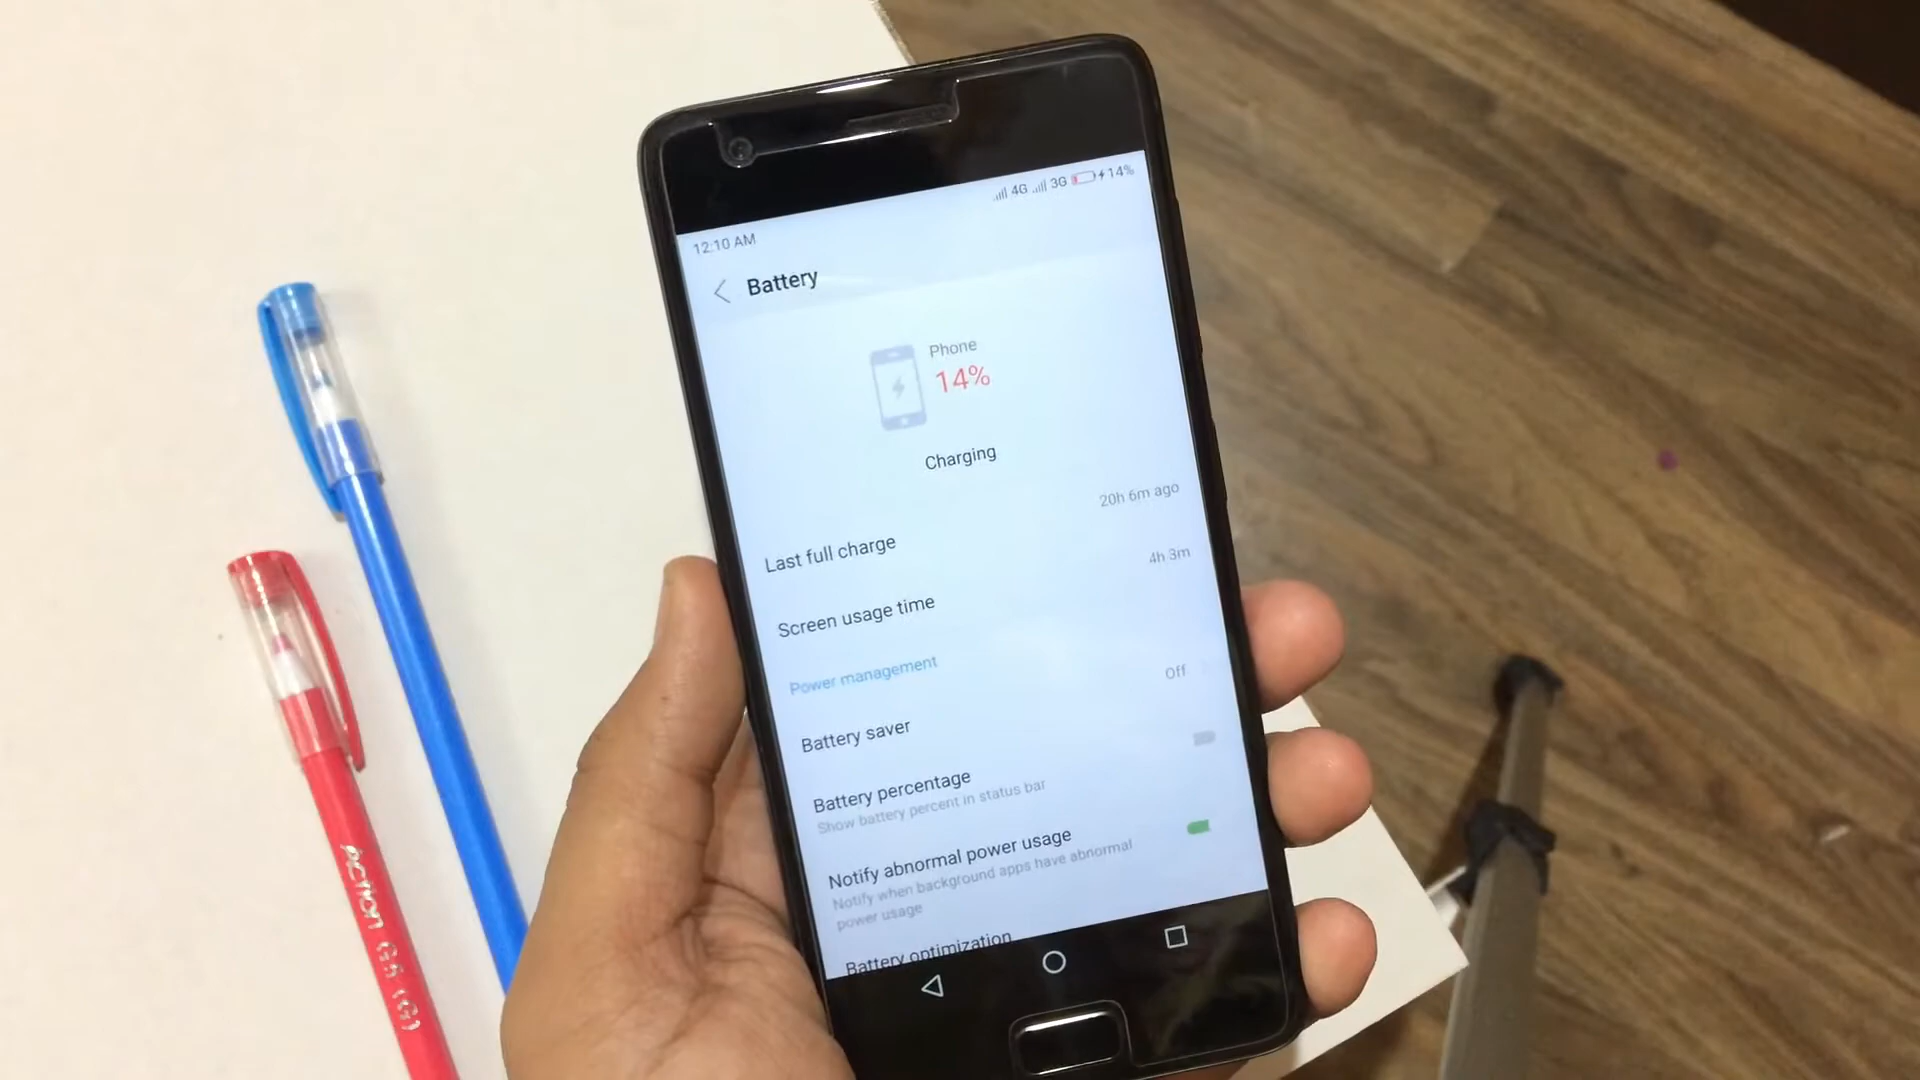 4G 3G 14%
12:10 AM
Battery
Phone
14%
Charging
20h 6m ago
Last full charge
4h 3m
Screen usage time
Power management
Off
Battery saver
Battery percentage
Show battery percent in status bar
Notify abnormal power usage
Notify when background apps have abnormal
power usage
Battery optimization
ACTION